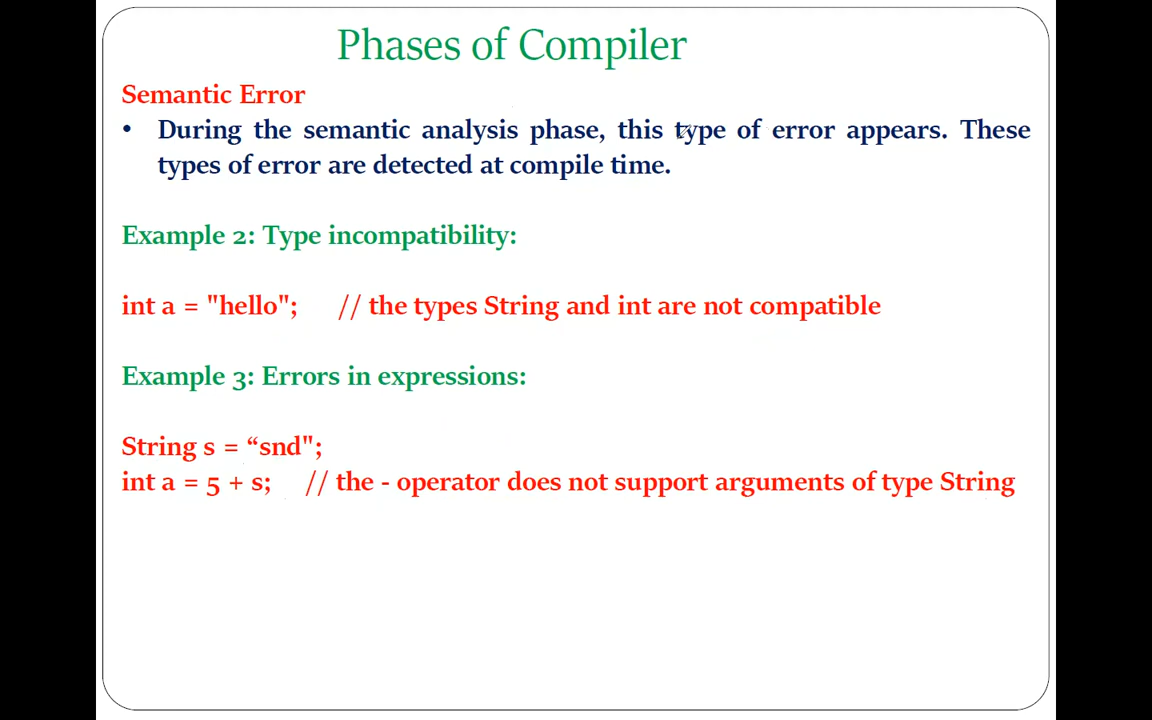 Phases of Compiler
Semantic Error
• During the semantic analysis phase, this type of error appears. These
types of error are detected at compile time.
Example 2: Type incompatibility:
int a = "hello"; // the types String and int are not compatible
Example 3: Errors in expressions:
String s = “snd";
int a = 5 + s; // the - operator does not support arguments of type String